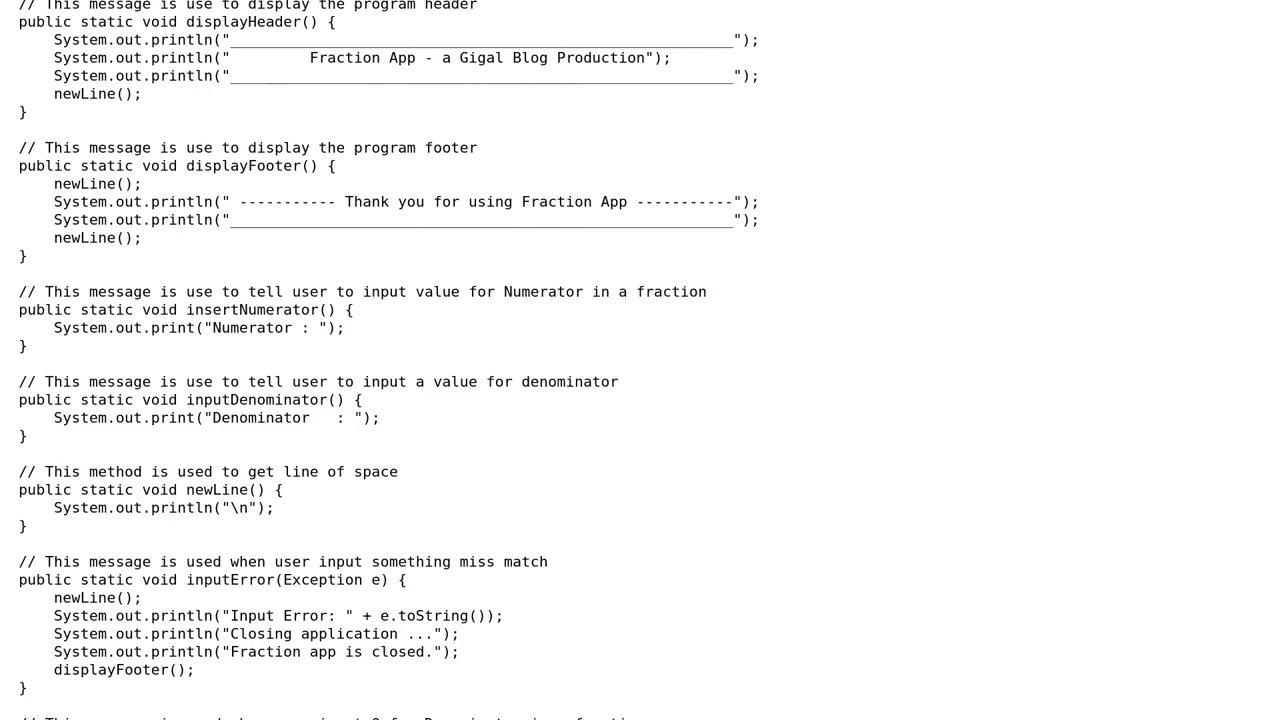 // This message is use to display the program header
public static void displayHeader() {
    System.out.println("_________________________________________________________");
    System.out.println("         Fraction App - a Gigal Blog Production");
    System.out.println("_________________________________________________________");
    newLine();
}

// This message is use to display the program footer
public static void displayFooter() {
    newLine();
    System.out.println(" ----------- Thank you for using Fraction App -----------");
    System.out.println("_________________________________________________________");
    newLine();
}

// This message is use to tell user to input value for Numerator in a fraction
public static void insertNumerator() {
    System.out.print("Numerator : ");
}

// This message is use to tell user to input a value for denominator
public static void inputDenominator() {
    System.out.print("Denominator   : ");
}

// This method is used to get line of space
public static void newLine() {
    System.out.println("\n");
}

// This message is used when user input something miss match
public static void inputError(Exception e) {
    newLine();
    System.out.println("Input Error: " + e.toString());
    System.out.println("Closing application ...");
    System.out.println("Fraction app is closed.");
    displayFooter();
}